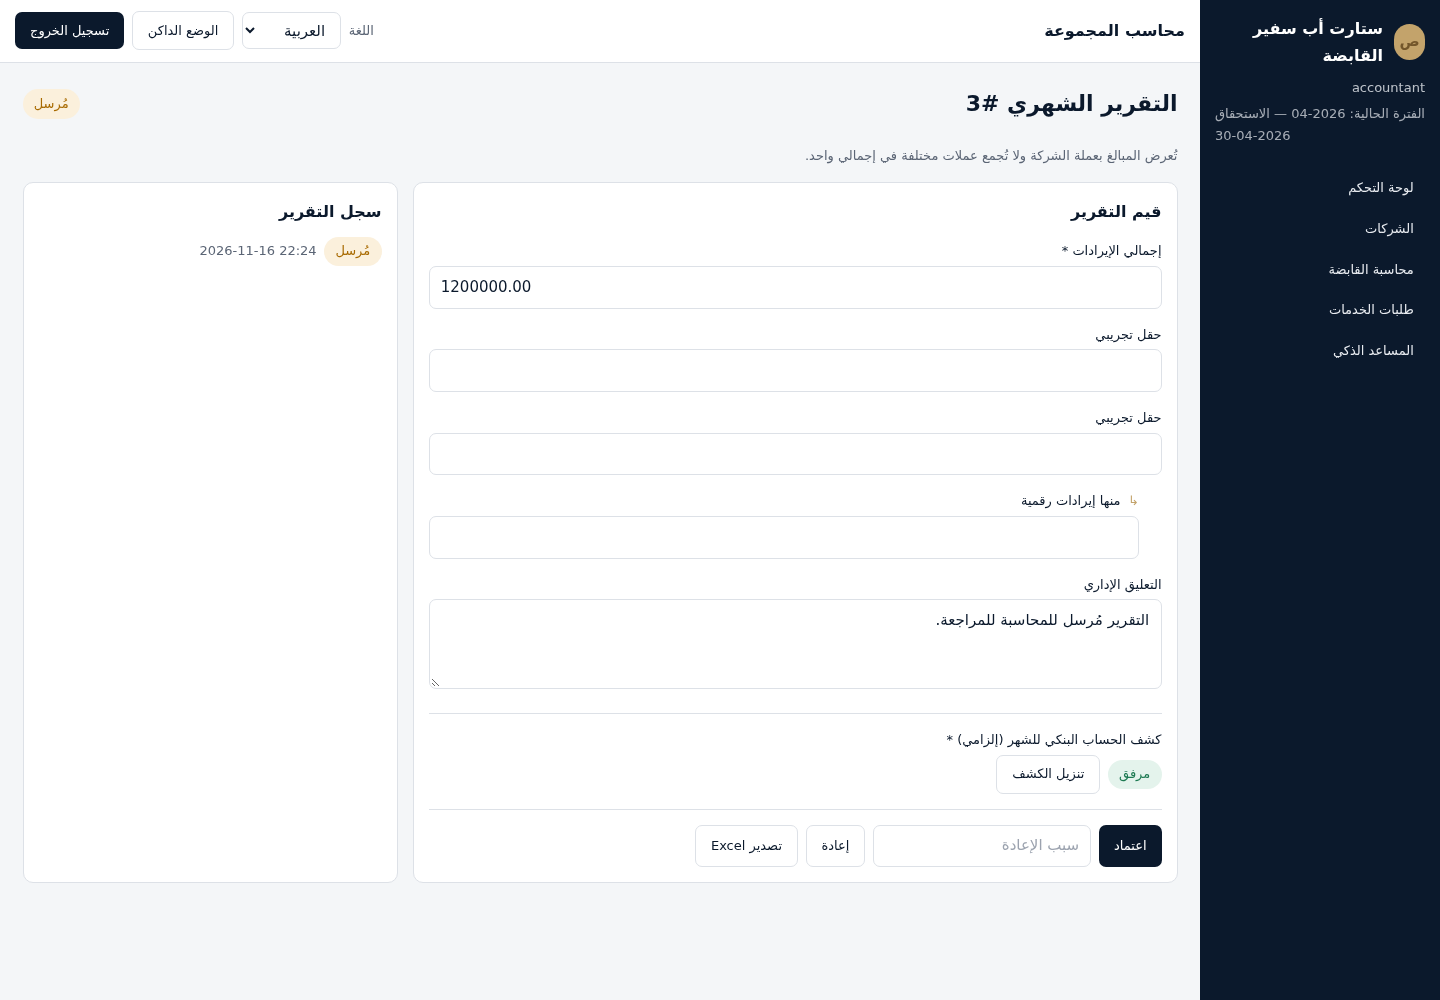 ص
ستارت أب سفير
القابضة
accountant
الفترة الحالية: 2026-04 — الاستحقاق
2026-04-30
لوحة التحكم
الشركات
محاسبة القابضة
طلبات الخدمات
المساعد الذكي
محاسب المجموعة
اللغة
العربية
الوضع الداكن
تسجيل الخروج
التقرير الشهري #3
مُرسل
تُعرض المبالغ بعملة الشركة ولا تُجمع عملات مختلفة في إجمالي واحد.
قيم التقرير
إجمالي الإيرادات *
1200000.00
حقل تجريبي
حقل تجريبي
↳ منها إيرادات رقمية
التعليق الإداري
التقرير مُرسل للمحاسبة للمراجعة.
كشف الحساب البنكي للشهر (إلزامي) *
مرفق
تنزيل الكشف
اعتماد
سبب الإعادة
إعادة
تصدير Excel
سجل التقرير
مُرسل
2026-11-16 22:24